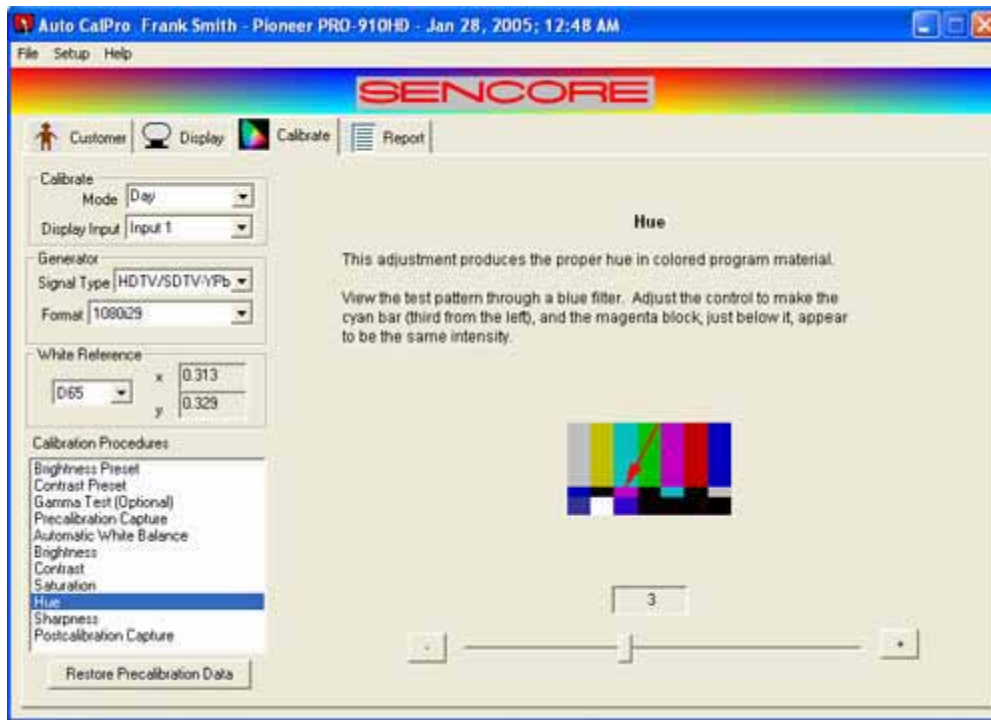 Auto CalPro Frank Smith - Pioneer PRO-910HD - Jan 28, 2005; 12:48 AM
File Setup Help
SENCORE
Customer
Display
Calibrate
Report
Calibrate
Mode Day
Display Input Input 1
Generator
Signal Type HDTV/SDTV-YPb
Format 1080i29
White Reference
D65
x 0.313
y 0.329
Calibration Procedures
Brightness Preset
Contrast Preset
Gamma Test (Optional)
Precalibration Capture
Automatic White Balance
Brightness
Contrast
Saturation
Hue
Sharpness
Postcalibration Capture
Restore Precalibration Data
Hue
This adjustment produces the proper hue in colored program material.
View the test pattern through a blue filter. Adjust the control to make the
cyan bar (third from the left), and the magenta block, just below it, appear
to be the same intensity.
3
- +